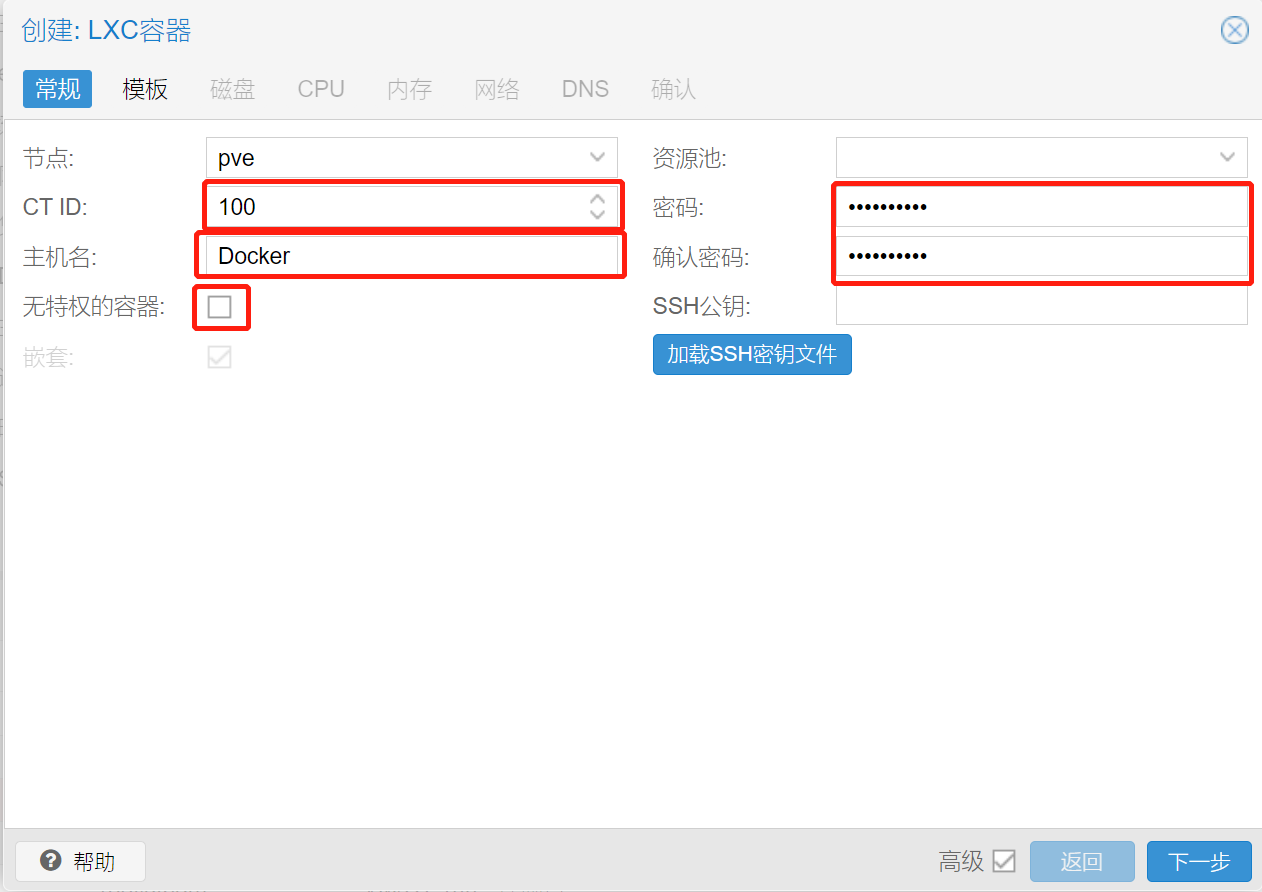 创建: LXC容器
常规 模板 磁盘 CPU 内存 网络 DNS 确认
节点: pve
CT ID: 100
主机名: Docker
无特权的容器:
嵌套:
资源池:
密码: ••••••••••
确认密码: ••••••••••
SSH公钥:
加载SSH密钥文件
帮助 高级 返回 下一步